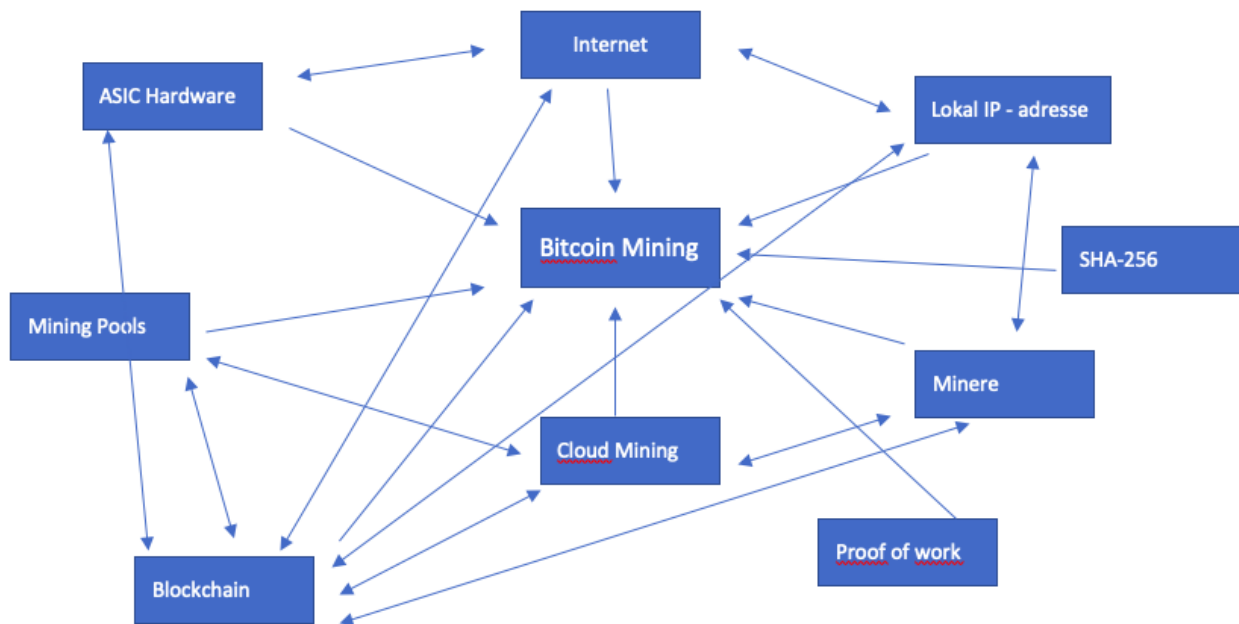 Internet
ASIC Hardware
Lokal IP - adresse
Bitcoin Mining
SHA-256
Mining Pools
Minere
Cloud Mining
Proof of work
Blockchain